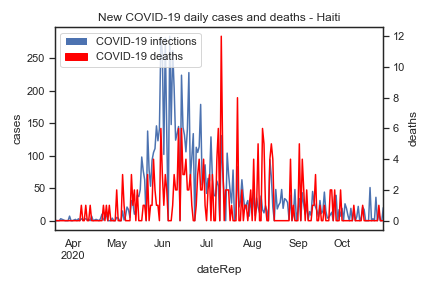 New COVID-19 daily cases and deaths - Haiti
COVID-19 infections
COVID-19 deaths
250
200
150
100
50
0
cases
12
10
8
6
4
2
0
deaths
Apr
2020
May
Jun
Jul
Aug
Sep
Oct
dateRep